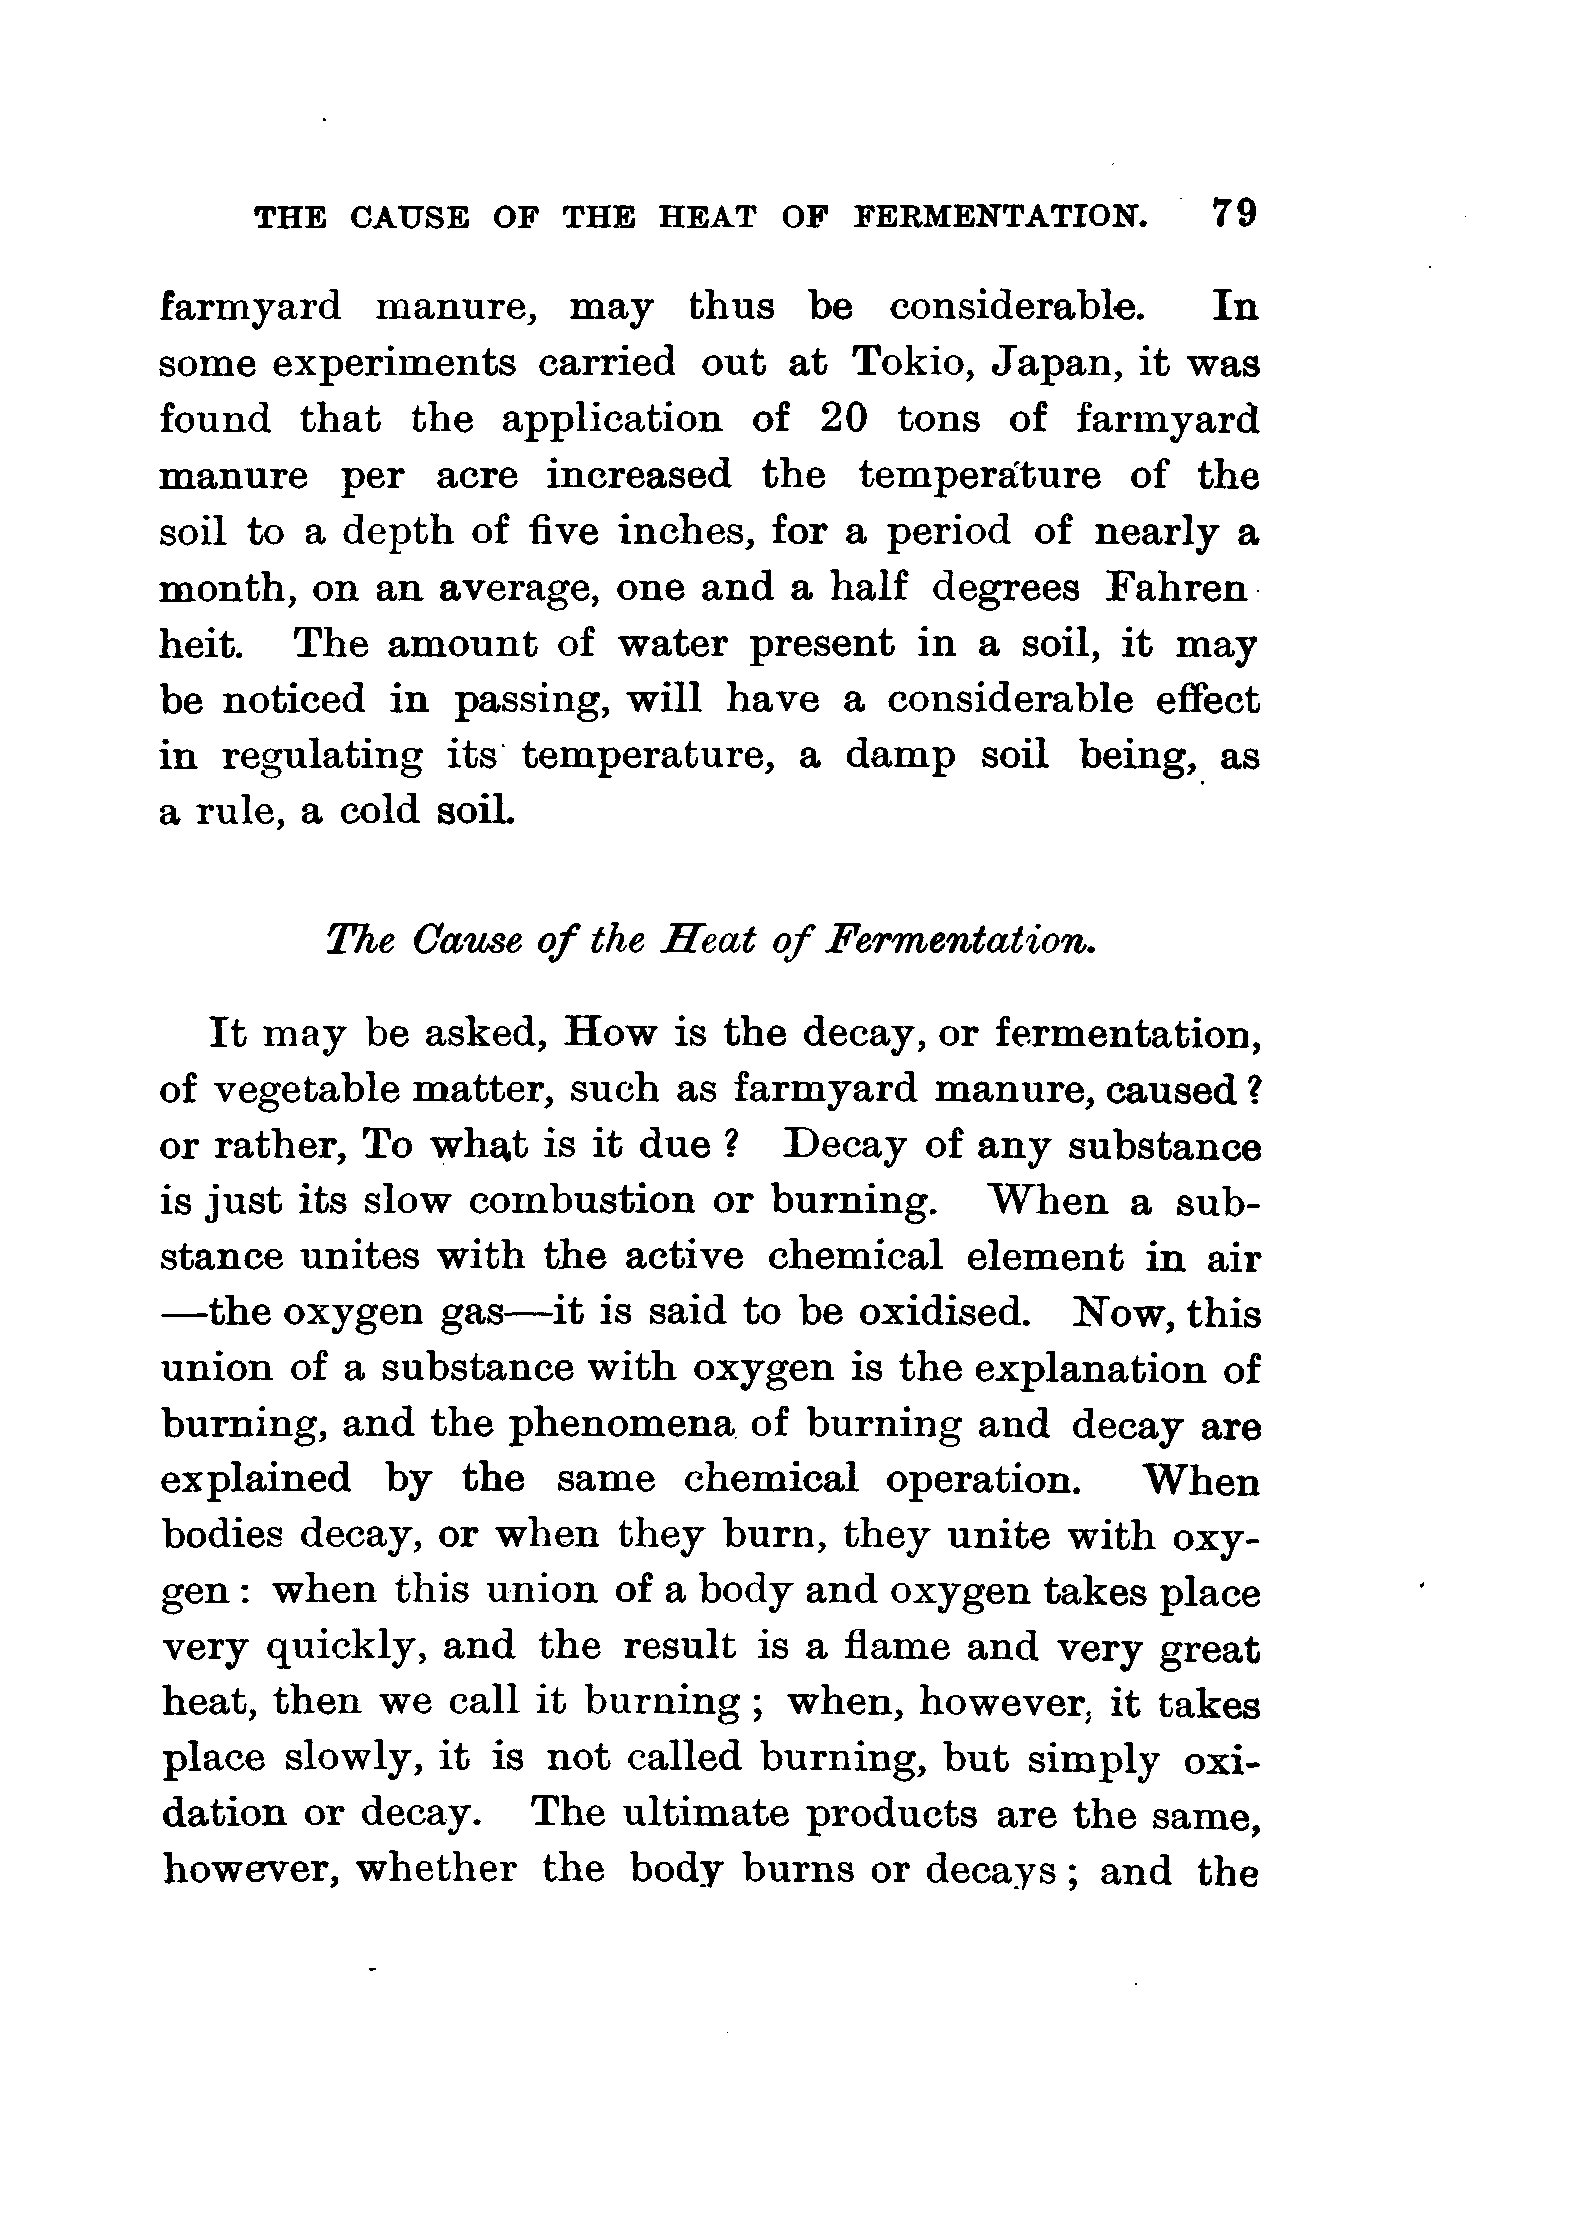 THE CAUSE OF THE HEAT OF FERMENTATION. 79
farmyard manure, may thus be considerable. In
some experiments carried out at Tokio, Japan, it was
found that the application of 20 tons of farmyard
manure per acre increased the temperature of the
soil to a depth of five inches, for a period of nearly a
month, on an average, one and a half degrees Fahren-
heit. The amount of water present in a soil, it may
be noticed in passing, will have a considerable effect
in regulating its temperature, a damp soil being, as
a rule, a cold soil.
The Cause of the Heat of Fermentation.
It may be asked, How is the decay, or fermentation,
of vegetable matter, such as farmyard manure, caused?
or rather, To what is it due? Decay of any substance
is just its slow combustion or burning. When a sub-
stance unites with the active chemical element in air
—the oxygen gas—it is said to be oxidised. Now, this
union of a substance with oxygen is the explanation of
burning, and the phenomena of burning and decay are
explained by the same chemical operation. When
bodies decay, or when they burn, they unite with oxy-
gen: when this union of a body and oxygen takes place
very quickly, and the result is a flame and very great
heat, then we call it burning; when, however, it takes
place slowly, it is not called burning, but simply oxi-
dation or decay. The ultimate products are the same,
however, whether the body burns or decays; and the